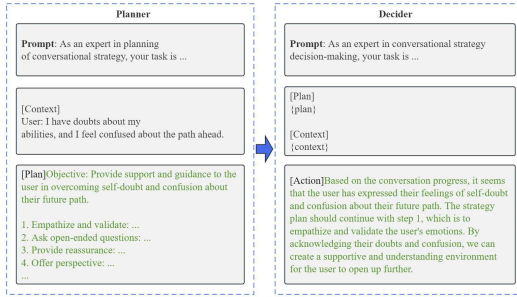 Planner
Prompt: As an expert in planning
of conversational strategy, your task is ...
[Context]
User: I have doubts about my
abilities, and I feel confused about the path ahead.
[Plan]Objective: Provide support and guidance to the
user in overcoming self-doubt and confusion about
their future path.
1. Empathize and validate: ...
2. Ask open-ended questions: ...
3. Provide reassurance: ...
4. Offer perspective: ...
...
Decider
Prompt: As an expert in conversational strategy
decision-making, your task is ...
[Plan]
{plan}
[Context]
{context}
[Action]Based on the conversation progress, it seems
that the user has expressed their feelings of self-doubt
and confusion about their future path. The strategy
plan should continue with step 1, which is to
empathize and validate the user's emotions. By
acknowledging their doubts and confusion, we can
create a supportive and understanding environment
for the user to open up further.